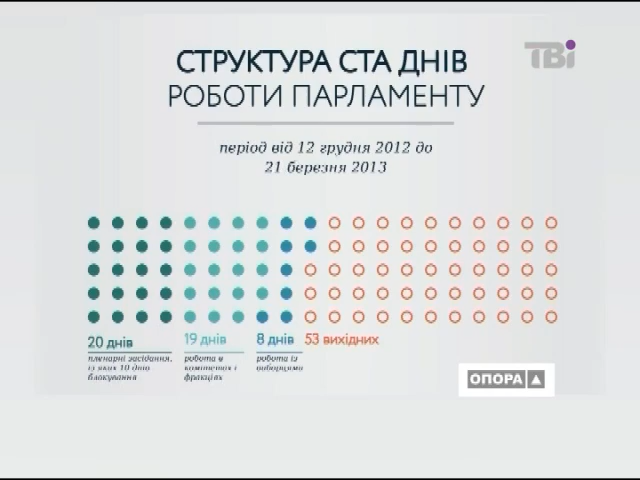 ТВі
СТРУКТУРА СТА ДНІВ
РОБОТИ ПАРЛАМЕНТУ
період від 12 грудня 2012 до
21 березня 2013
20 днів
пленарні засідання,
із яких 10 днів
блокування
19 днів
робота в
комітетах і
фракціях
8 днів
робота із
виборцями
53 вихідних
ОПОРА